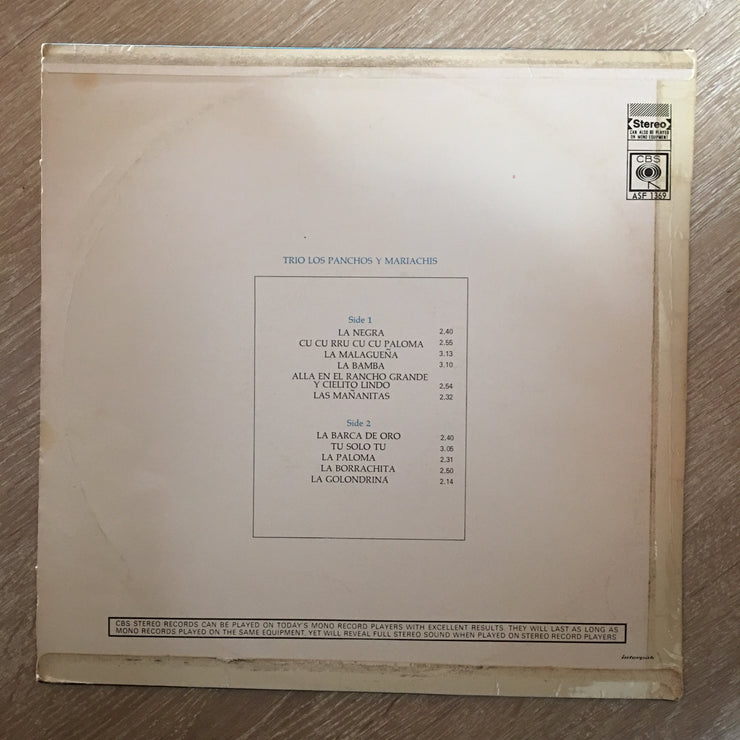 Stereo
CAN ALSO BE PLAYED
ON MONO EQUIPMENT
CBS
ASF 1369
TRIO LOS PANCHOS Y MARIACHIS
Side 1
LA NEGRA 2.40
CU CU RRU CU CU PALOMA 2.55
LA MALAGUEÑA 3.13
LA BAMBA 3.10
ALLA EN EL RANCHO GRANDE
Y CIELITO LINDO 2.54
LAS MAÑANITAS 2.32
Side 2
LA BARCA DE ORO 2.40
TU SOLO TU 3.05
LA PALOMA 2.31
LA BORRACHITA 2.50
LA GOLONDRINA 2.14
CBS STEREO RECORDS CAN BE PLAYED ON TODAY'S MONO RECORD PLAYERS WITH EXCELLENT RESULTS. THEY WILL LAST AS LONG AS
MONO RECORDS PLAYED ON THE SAME EQUIPMENT, YET WILL REVEAL FULL STEREO SOUND WHEN PLAYED ON STEREO RECORD PLAYERS
interpak